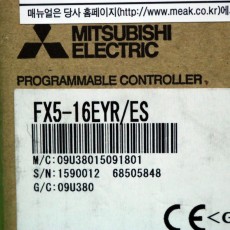 매뉴얼은 당사 홈페이지(http://www.meak.co.kr)에
MITSUBISHI
ELECTRIC
PROGRAMMABLE CONTROLLER
FX5-16EYR/ES
M/C:09U38015091801
S/N:1590012 68505848
G/C:09U380
CE <G